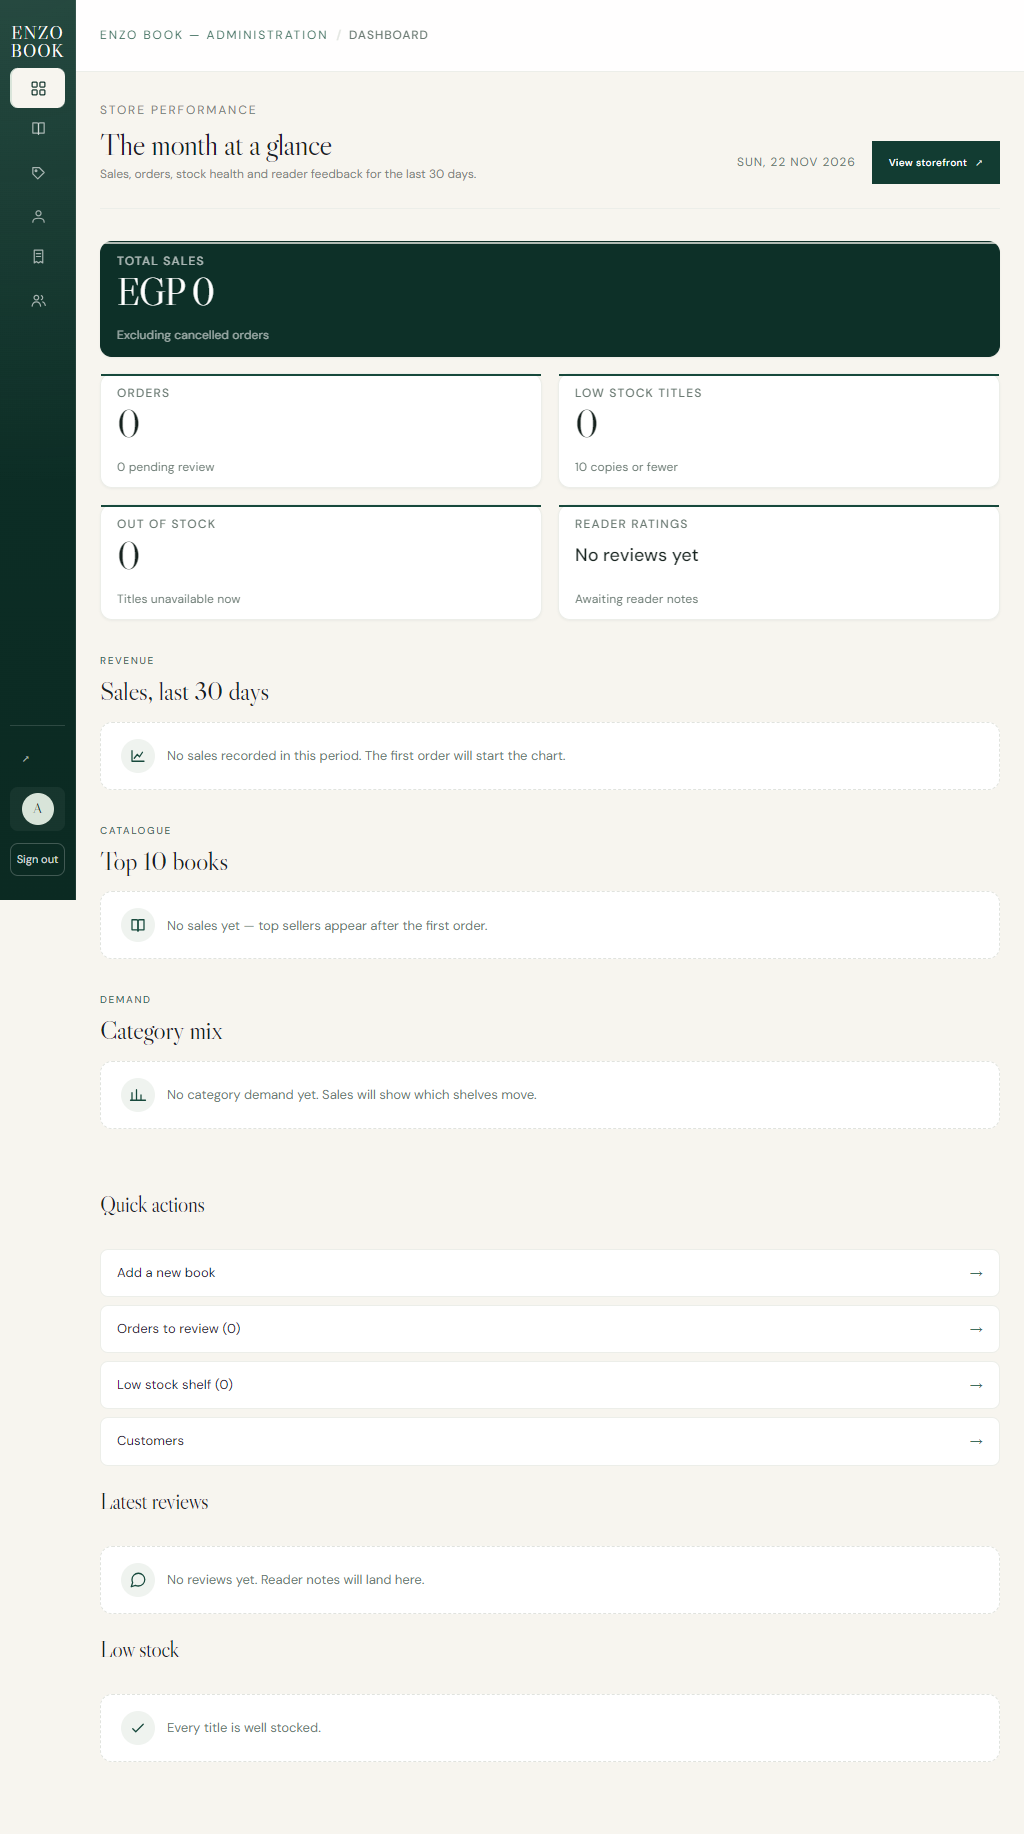 ENZO
BOOK
ENZO BOOK — ADMINISTRATION / DASHBOARD
STORE PERFORMANCE
The month at a glance
Sales, orders, stock health and reader feedback for the last 30 days.
SUN, 22 NOV 2026
View storefront ↗
TOTAL SALES
EGP 0
Excluding cancelled orders
ORDERS
0
0 pending review
LOW STOCK TITLES
0
10 copies or fewer
OUT OF STOCK
0
Titles unavailable now
READER RATINGS
No reviews yet
Awaiting reader notes
REVENUE
Sales, last 30 days
No sales recorded in this period. The first order will start the chart.
↗
A
Sign out
CATALOGUE
Top 10 books
No sales yet — top sellers appear after the first order.
DEMAND
Category mix
No category demand yet. Sales will show which shelves move.
Quick actions
Add a new book →
Orders to review (0) →
Low stock shelf (0) →
Customers →
Latest reviews
No reviews yet. Reader notes will land here.
Low stock
Every title is well stocked.